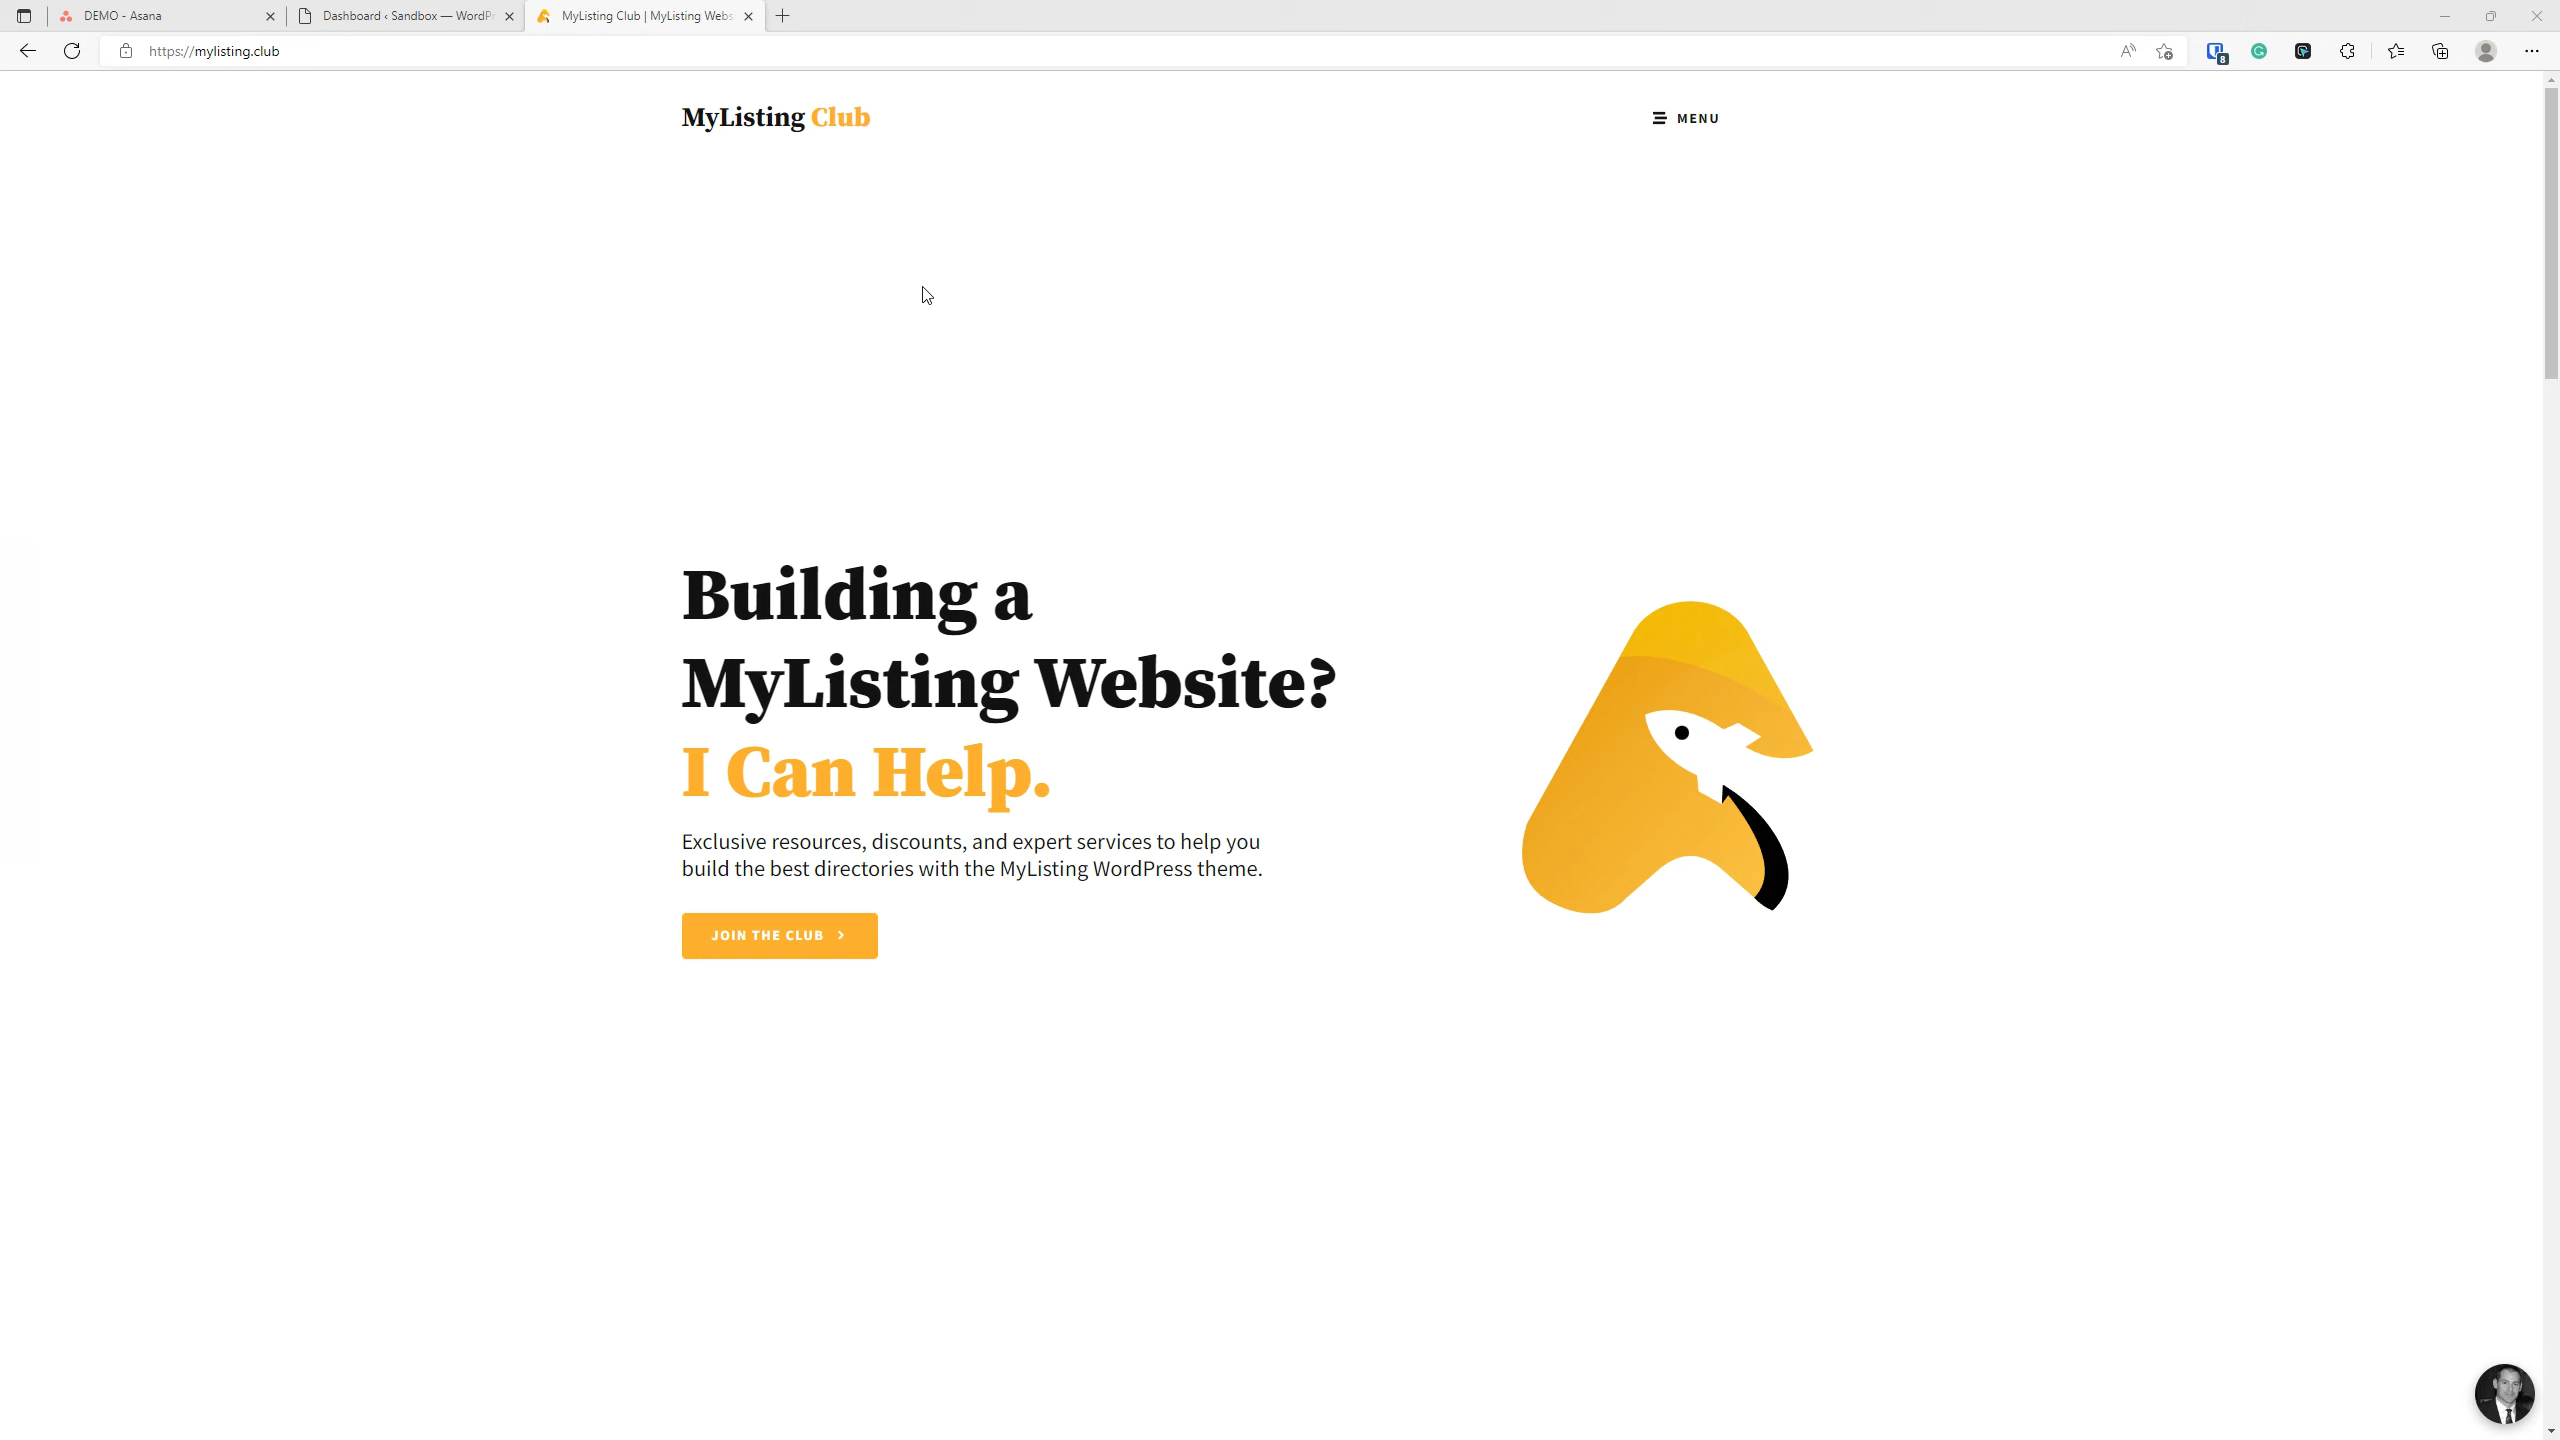 DEMO - Asana
Dashboard ‹ Sandbox — WordPr
MyListing Club | MyListing Webs
https://mylisting.club
8
MyListing Club
MENU
Building a
MyListing Website?
I Can Help.
Exclusive resources, discounts, and expert services to help you
build the best directories with the MyListing WordPress theme.
JOIN THE CLUB